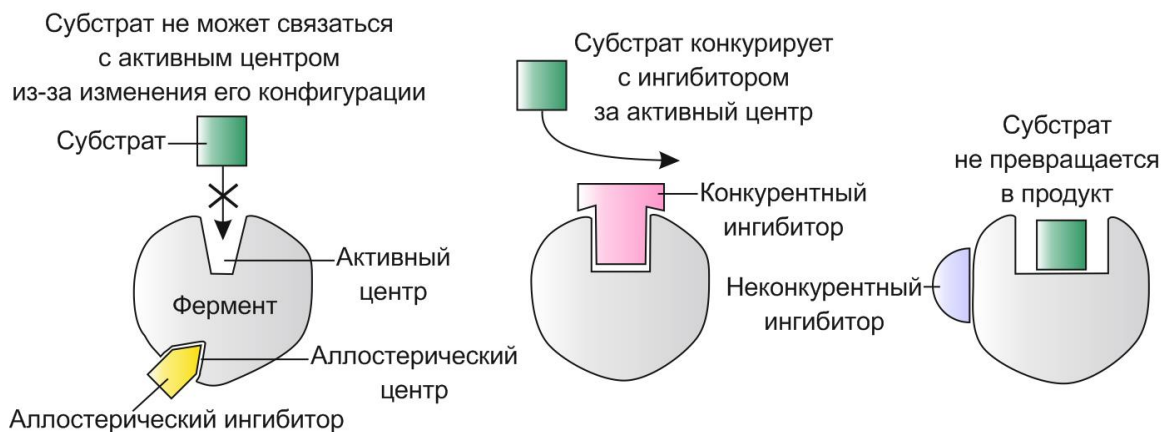 Субстрат не может связаться
с активным центром
из-за изменения его конфигурации
Субстрат
Активный
центр
Фермент
Аллостерический
центр
Аллостерический ингибитор
Субстрат конкурирует
с ингибитором
за активный центр
Конкурентный
ингибитор
Субстрат
не превращается
в продукт
Неконкурентный
ингибитор